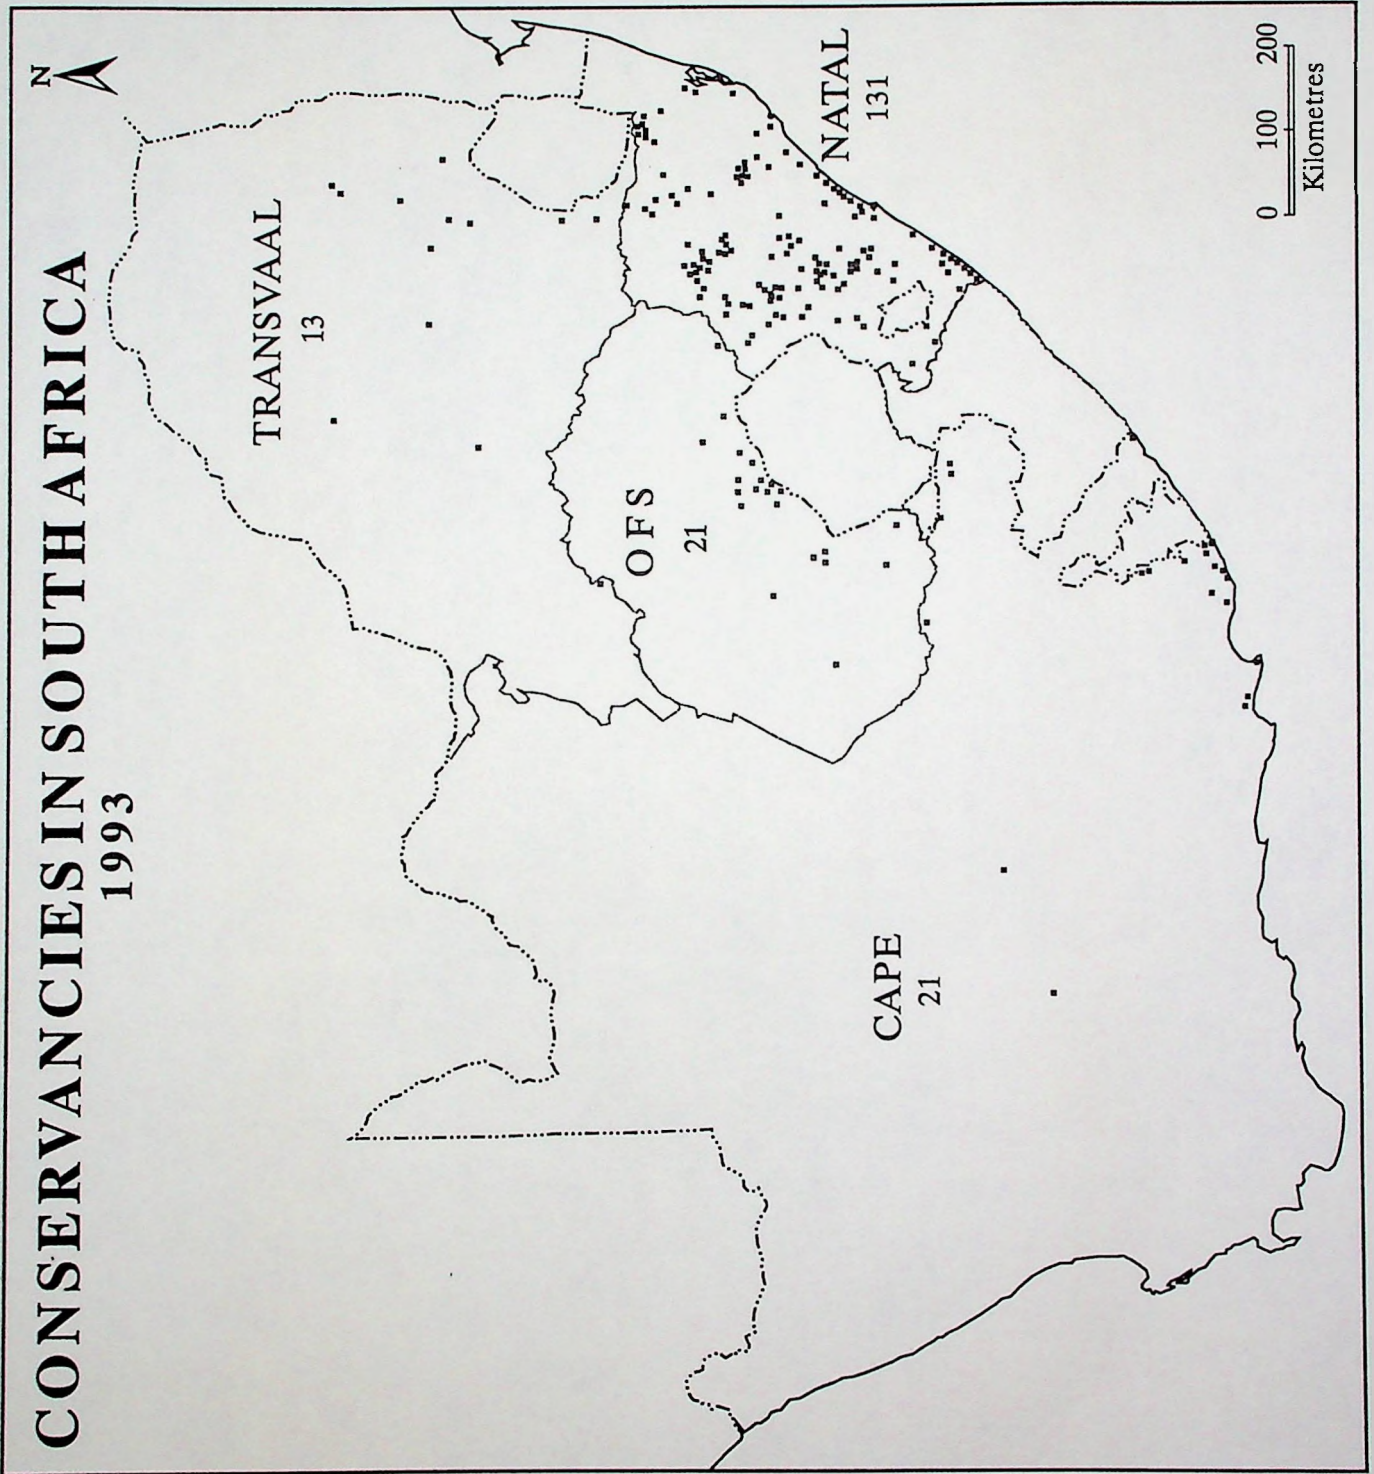 CONSERVANCIES IN SOUTH AFRICA
1993
N
TRANSVAAL
13
OFS
21
NATAL
131
CAPE
21
0 100 200
Kilometres